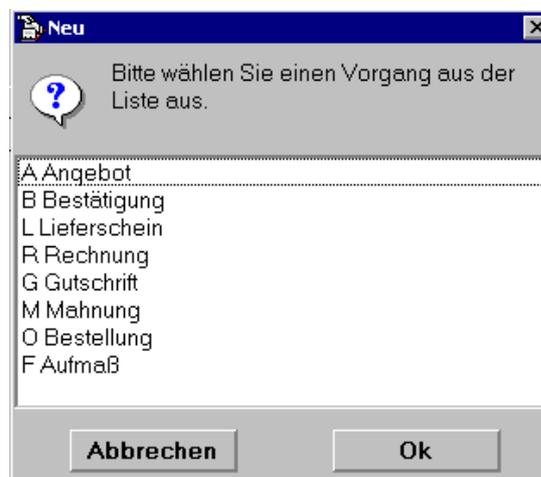 Neu
Bitte wählen Sie einen Vorgang aus der
Liste aus.
A Angebot
B Bestätigung
L Lieferschein
R Rechnung
G Gutschrift
M Mahnung
O Bestellung
F Aufmaß
Abbrechen Ok